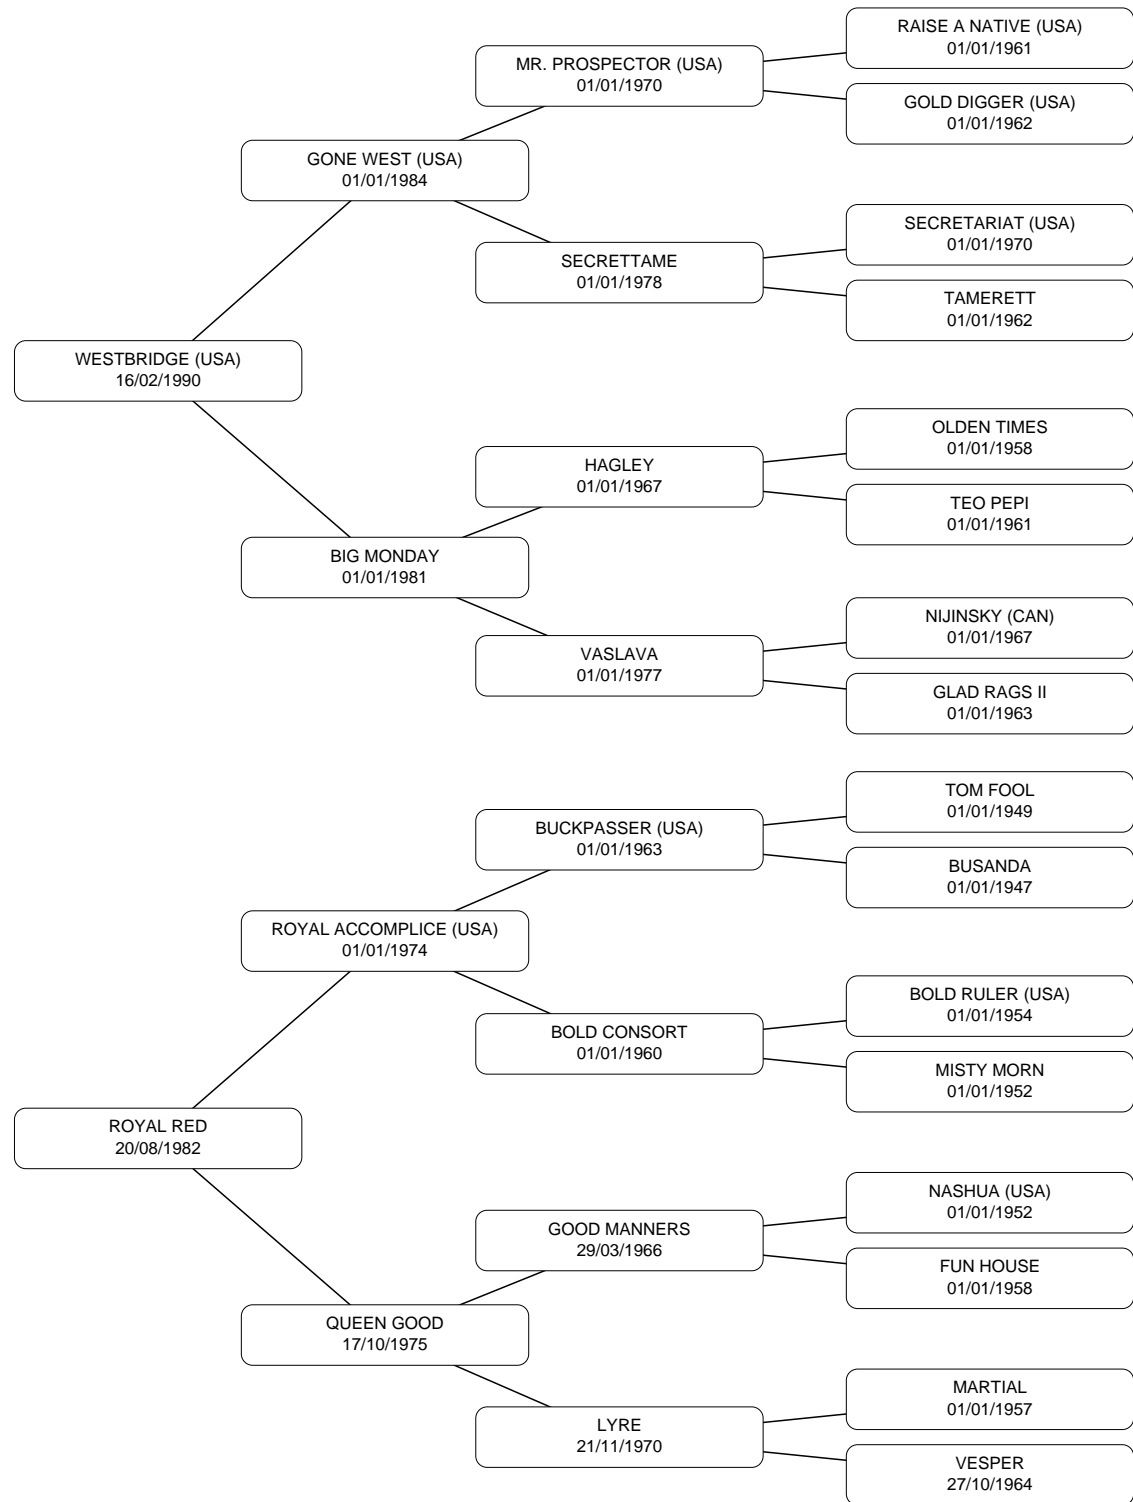 RAISE A NATIVE (USA)
01/01/1961
MR. PROSPECTOR (USA)
01/01/1970
GOLD DIGGER (USA)
01/01/1962
GONE WEST (USA)
01/01/1984
SECRETARIAT (USA)
01/01/1970
SECRETTAME
01/01/1978
TAMERETT
01/01/1962
WESTBRIDGE (USA)
16/02/1990
OLDEN TIMES
01/01/1958
HAGLEY
01/01/1967
TEO PEPI
01/01/1961
BIG MONDAY
01/01/1981
NIJINSKY (CAN)
01/01/1967
VASLAVA
01/01/1977
GLAD RAGS II
01/01/1963
TOM FOOL
01/01/1949
BUCKPASSER (USA)
01/01/1963
BUSANDA
01/01/1947
ROYAL ACCOMPLICE (USA)
01/01/1974
BOLD RULER (USA)
01/01/1954
BOLD CONSORT
01/01/1960
MISTY MORN
01/01/1952
ROYAL RED
20/08/1982
NASHUA (USA)
01/01/1952
GOOD MANNERS
29/03/1966
FUN HOUSE
01/01/1958
QUEEN GOOD
17/10/1975
MARTIAL
01/01/1957
LYRE
21/11/1970
VESPER
27/10/1964